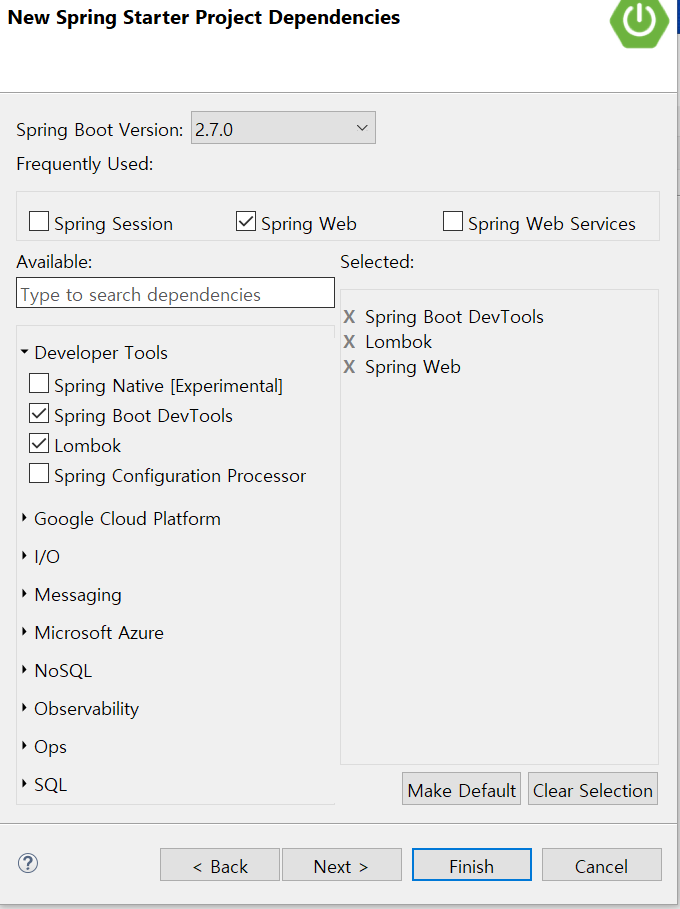 New Spring Starter Project Dependencies
Spring Boot Version: 2.7.0
Frequently Used:
Spring Session Spring Web Spring Web Services
Available: Selected:
Type to search dependencies
Spring Boot DevTools
X Spring Boot DevTools
X Lombok
X Spring Web
Developer Tools
Spring Native [Experimental]
Spring Boot DevTools
Lombok
Spring Configuration Processor
Google Cloud Platform
I/O
Messaging
Microsoft Azure
NoSQL
Observability
Ops
SQL
Make Default Clear Selection
? < Back Next > Finish Cancel